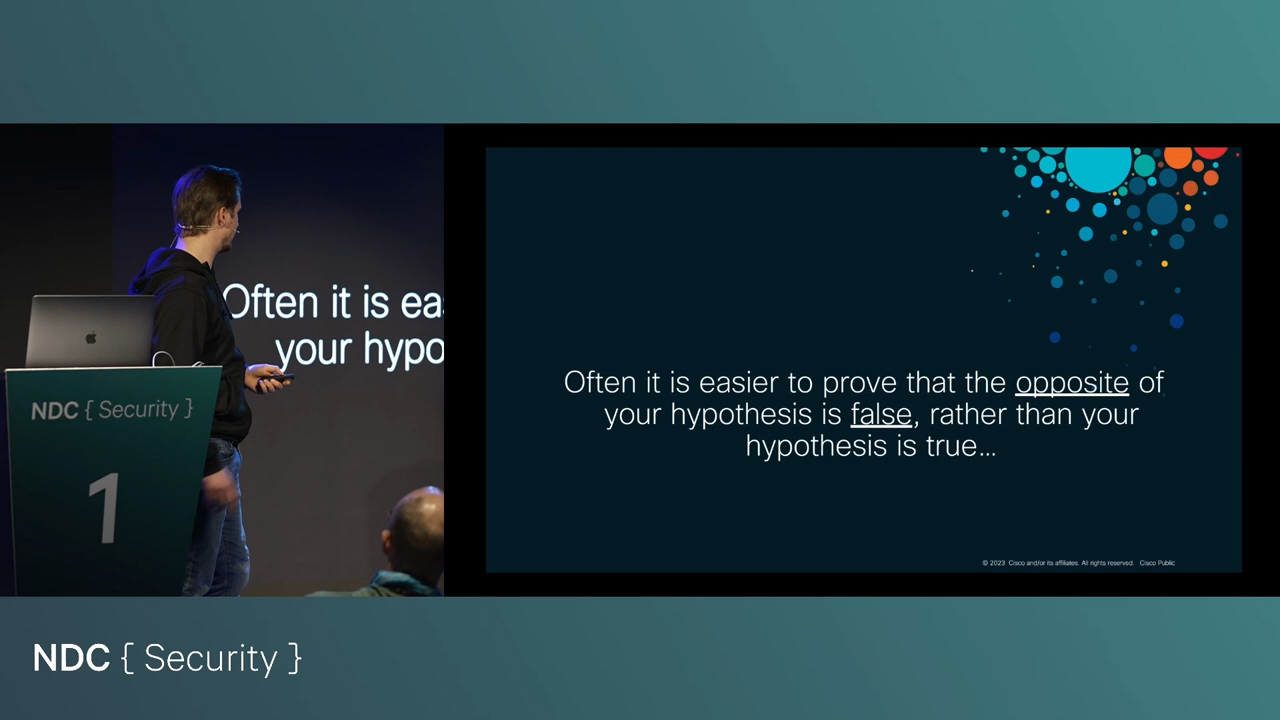 Often it is eas
your hypo
NDC { Security }
1
Often it is easier to prove that the opposite of
your hypothesis is false, rather than your
hypothesis is true...
© 2023 Cisco and/or its affiliates. All rights reserved. Cisco Public
NDC { Security }